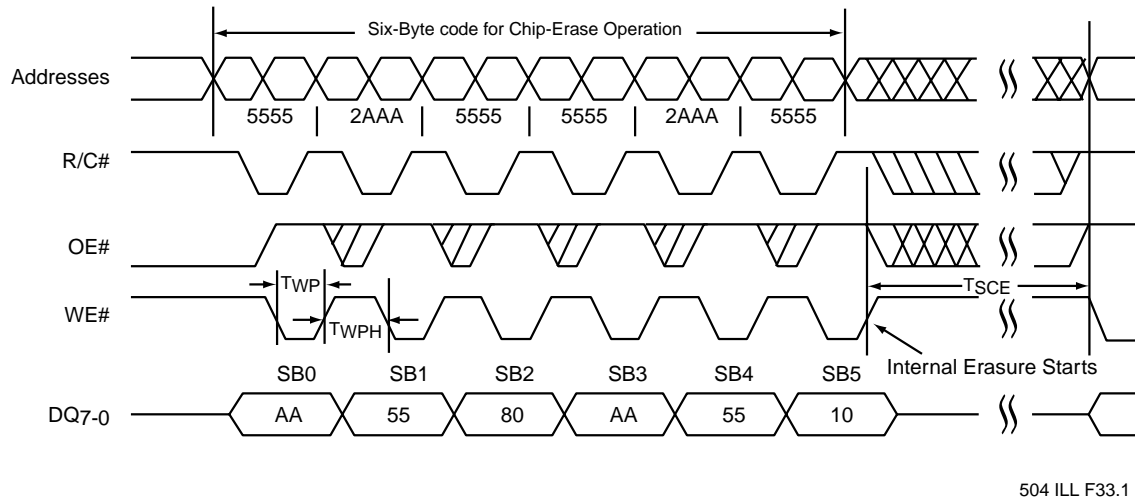 Six-Byte code for Chip-Erase Operation
Addresses
5555 2AAA 5555 5555 2AAA 5555
R/C#
OE#
TWP
TSCE
WE#
TWPH
Internal Erasure Starts
SB0 SB1 SB2 SB3 SB4 SB5
DQ7-0 AA 55 80 AA 55 10
504 ILL F33.1